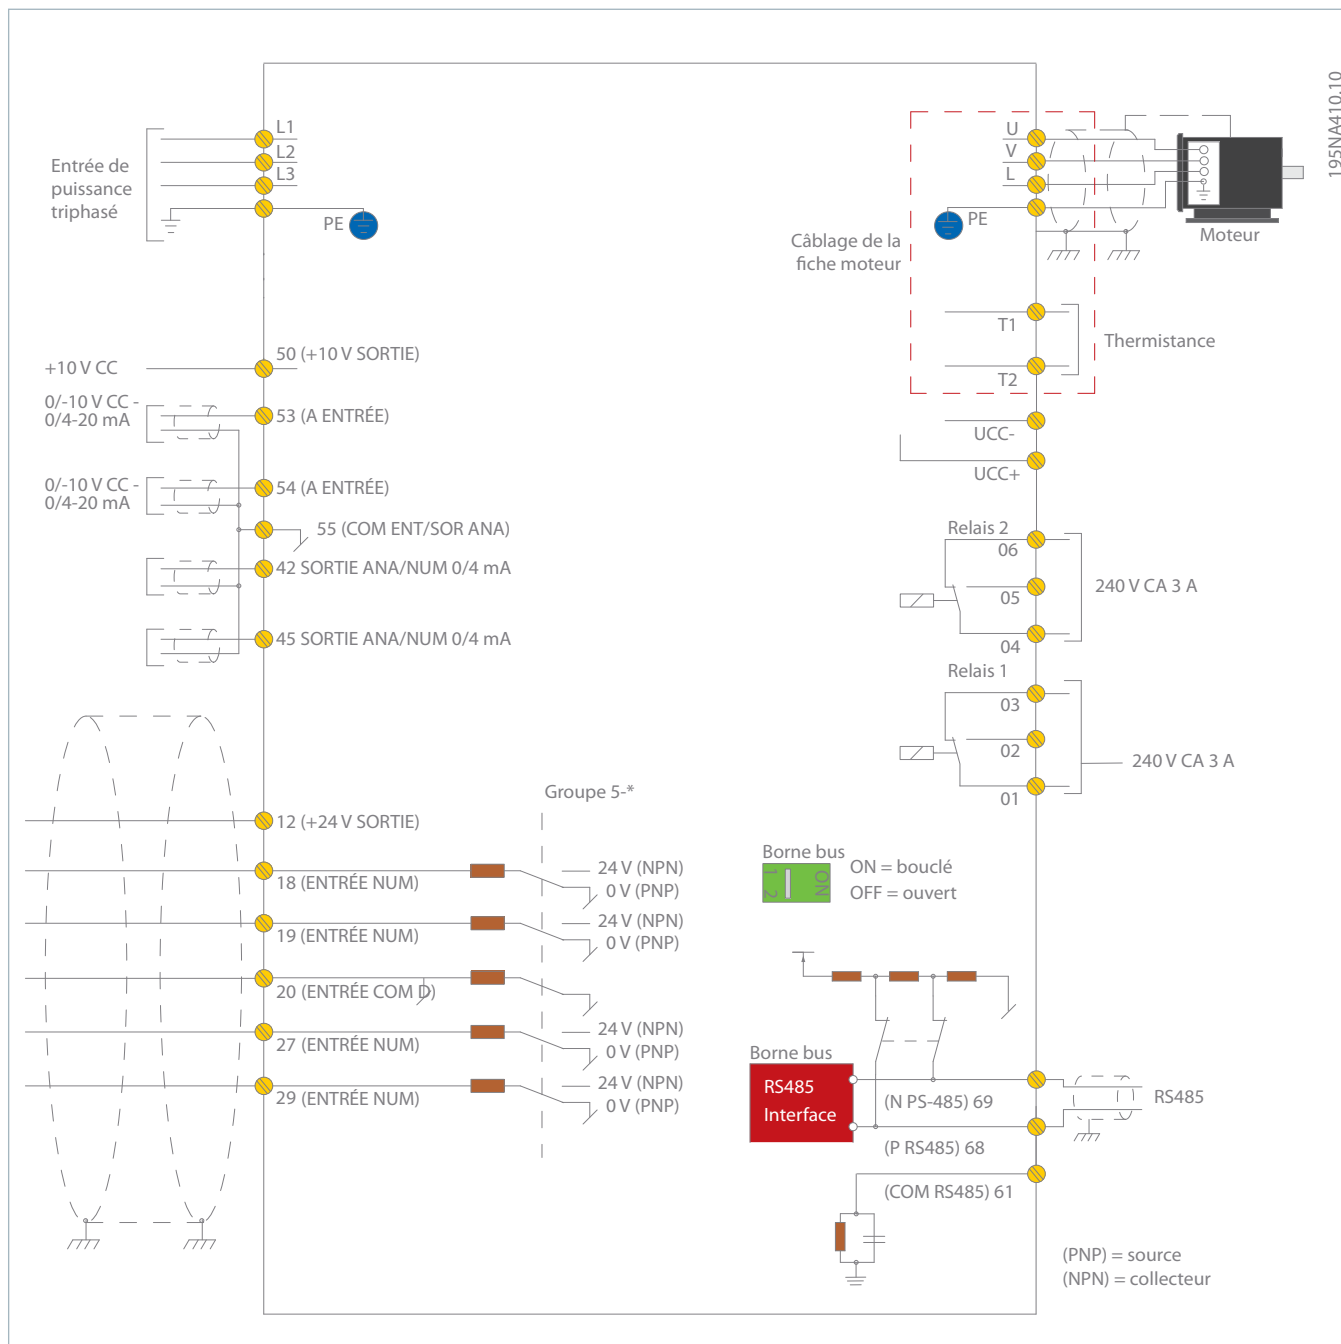 195NA410.10
L1
L2
L3
Entrée de
puissance
triphasé
PE
U
V
L
PE
Câblage de la
fiche moteur
Moteur
T1
T2
Thermistance
+10 V CC
50 (+10 V SORTIE)
0/-10 V CC -
0/4-20 mA
53 (A ENTRÉE)
0/-10 V CC -
0/4-20 mA
54 (A ENTRÉE)
55 (COM ENT/SOR ANA)
42 SORTIE ANA/NUM 0/4 mA
45 SORTIE ANA/NUM 0/4 mA
UCC-
UCC+
Relais 2
06
05
04
240 V CA 3 A
Relais 1
03
02
01
240 V CA 3 A
Groupe 5-*
12 (+24 V SORTIE)
18 (ENTRÉE NUM)
24 V (NPN)
0 V (PNP)
19 (ENTRÉE NUM)
24 V (NPN)
0 V (PNP)
20 (ENTRÉE COM D)
27 (ENTRÉE NUM)
24 V (NPN)
0 V (PNP)
29 (ENTRÉE NUM)
24 V (NPN)
0 V (PNP)
Borne bus
1 2 ON
ON = bouclé
OFF = ouvert
Borne bus
RS485
Interface
(N PS-485) 69
(P RS485) 68
(COM RS485) 61
RS485
(PNP) = source
(NPN) = collecteur